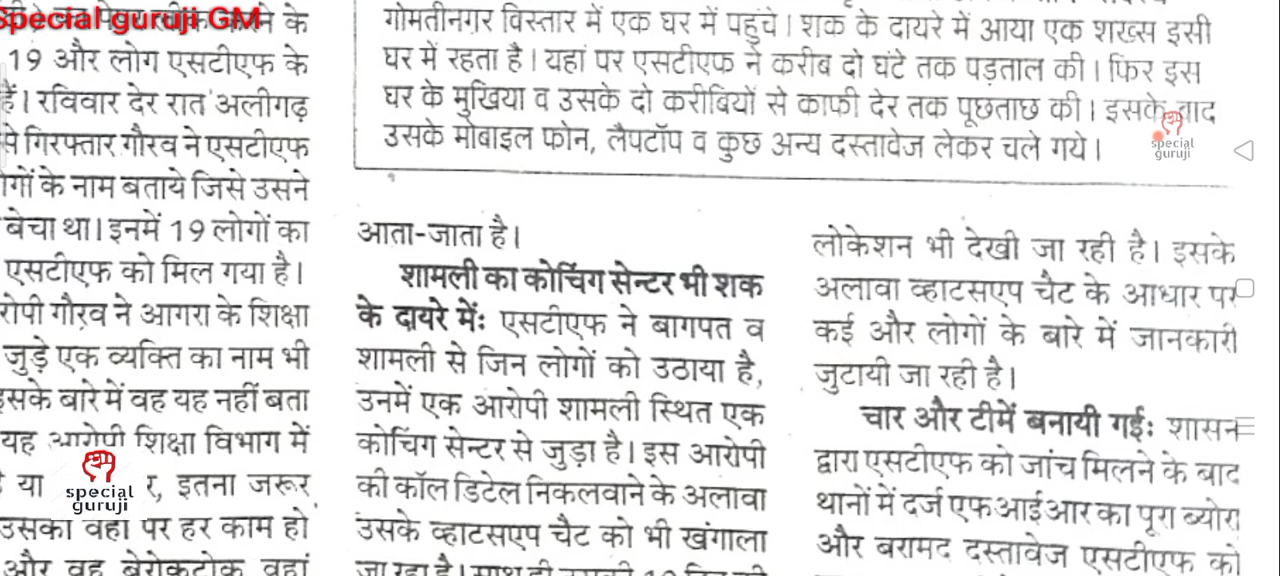 Special guruji GM
के
19 और लोग एसटीएफ के
हैं। रविवार देर रात अलीगढ़
से गिरफ्तार गौरव ने एसटीएफ
के नाम बताये जिसे उसने
बेचा था। इनमें 19 लोगों का
एसटीएफ को मिल गया है।
गौरव ने आगरा के शिक्षा
जुड़े एक व्यक्ति का नाम भी
इसके बारे में वह यह नहीं बता
यह आरोपी शिक्षा विभाग में
या इतना जरूर
उसका वहां पर हर काम हो
और वह बेरोकटोक वहां
गोमतीनगर विस्तार में एक घर में पहुंचे। शक के दायरे में आया एक शख्स इसी
घर में रहता है। यहां पर एसटीएफ ने करीब दो घंटे तक पड़ताल की। फिर इस
घर के मुखिया व उसके दो करीबियों से काफी देर तक पूछताछ की। इसके बाद
उसके मोबाइल फोन, लैपटॉप व कुछ अन्य दस्तावेज लेकर चले गये।
आता-जाता है।
शामली का कोचिंग सेन्टर भी शक
के दायरे में: एसटीएफ ने बागपत व
शामली से जिन लोगों को उठाया है,
उनमें एक आरोपी शामली स्थित एक
कोचिंग सेन्टर से जुड़ा है। इस आरोपी
की कॉल डिटेल निकलवाने के अलावा
उसके व्हाटसएप चैट को भी खंगाला
जा रहा है।
लोकेशन भी देखी जा रही है। इसके
अलावा व्हाटसएप चैट के आधार पर
कई और लोगों के बारे में जानकारी
जुटायी जा रही है।
चार और टीमें बनायी गई: शासन
द्वारा एसटीएफ को जांच मिलने के बाद
थानों में दर्ज एफआईआर का पूरा ब्योरा
और बरामद दस्तावेज एसटीएफ को
special
guruji
special
guruji